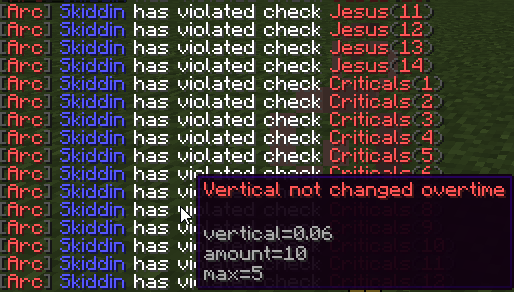 [Arc] Skiddin has violated check Jesus(11)
[Arc] Skiddin has violated check Jesus(12)
[Arc] Skiddin has violated check Jesus(13)
[Arc] Skiddin has violated check Jesus(14)
[Arc] Skiddin has violated check Criticals(1)
[Arc] Skiddin has violated check Criticals(2)
[Arc] Skiddin has violated check Criticals(3)
[Arc] Skiddin has violated check Criticals(4)
[Arc] Skiddin has violated check Criticals(5)
[Arc] Skiddin has violated check Criticals(6)
[Arc] Skiddin has
[Arc] Skiddin has
[Arc] Skiddin has
[Arc] Skiddin has
[Arc] Skiddin has
[Arc] Skiddin has
Vertical not changed overtime
vertical=0.06
amount=10
max=5